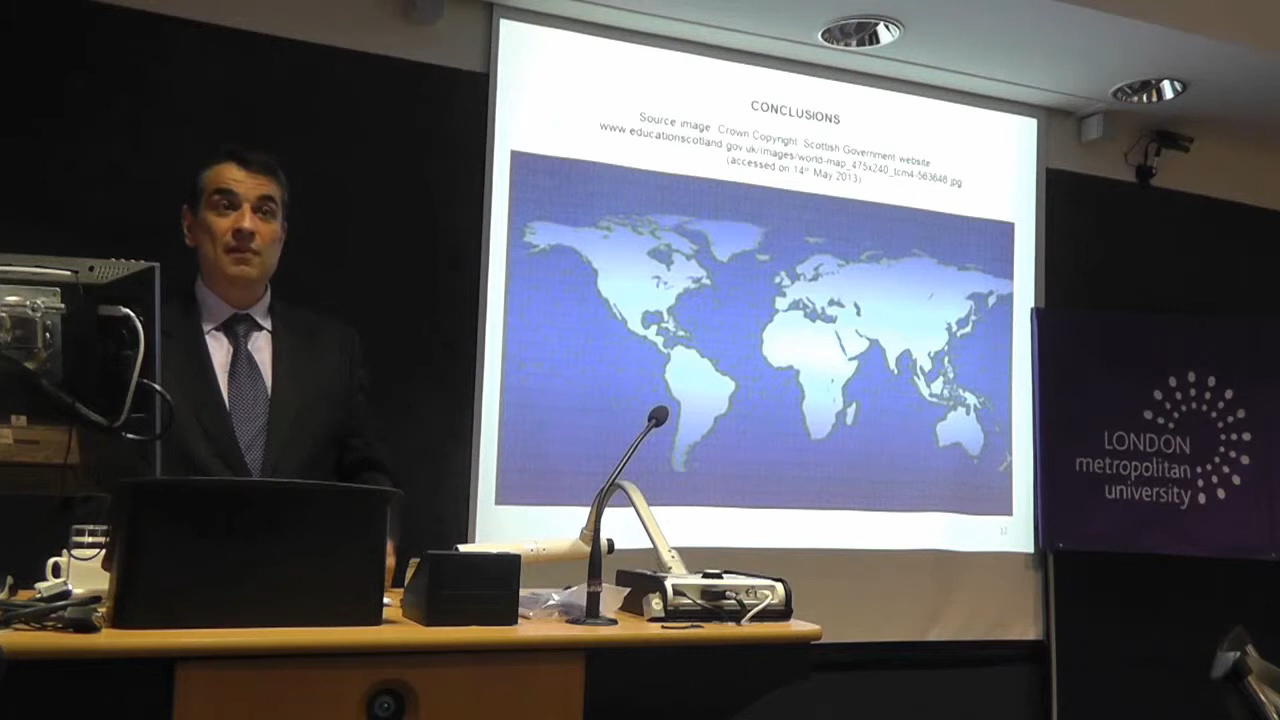 CONCLUSIONS
Source image: Crown Copyright. Scottish Government website
www.educationscotland.gov.uk/images/world-map_475x240_tcm4-563646.jpg
(accessed on 14th May 2013)
12
LONDON
metropolitan
university